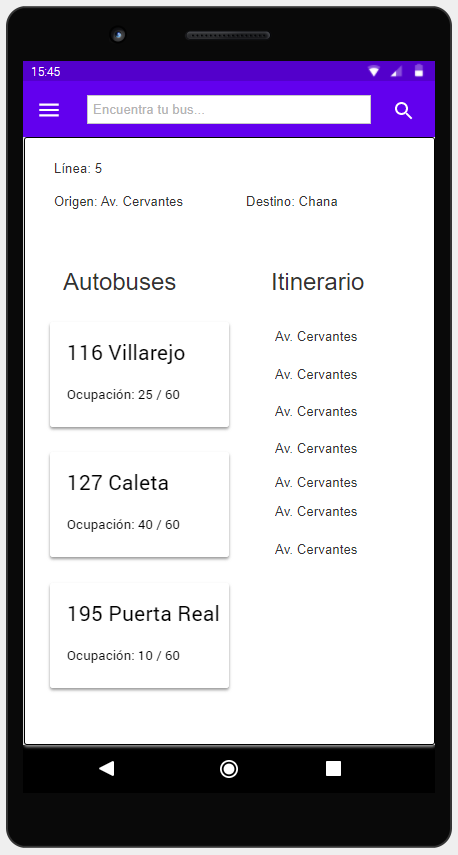 15:45
Encuentra tu bus...
Línea: 5
Origen: Av. Cervantes
Destino: Chana
Autobuses
Itinerario
116 Villarejo
Ocupación: 25 / 60
127 Caleta
Ocupación: 40 / 60
195 Puerta Real
Ocupación: 10 / 60
Av. Cervantes
Av. Cervantes
Av. Cervantes
Av. Cervantes
Av. Cervantes
Av. Cervantes
Av. Cervantes